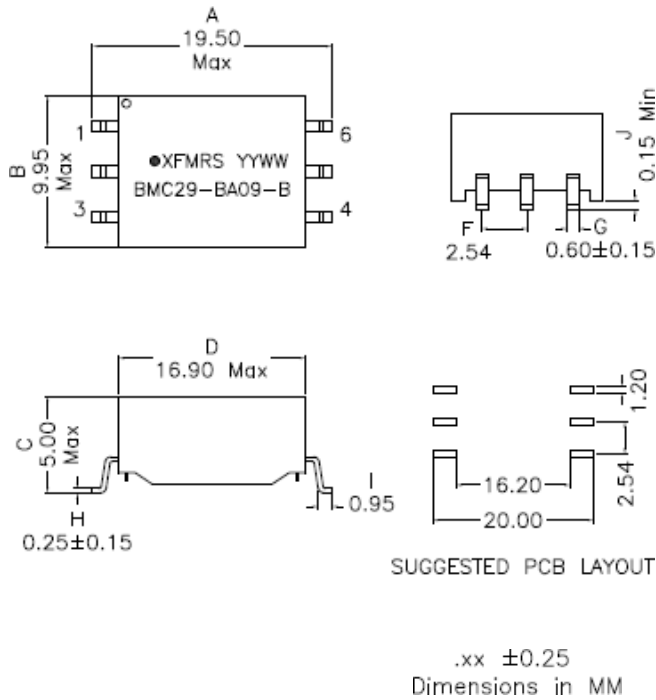 A
19.50
Max
1
6
B
9.95
Max
●XFMRS YYWW
BMC29-BA09-B
3
4
J
0.15 Min
F
2.54
G
0.60±0.15
D
16.90 Max
C
5.00
Max
H
0.25±0.15
I
0.95
1.20
2.54
16.20
20.00
SUGGESTED PCB LAYOUT
.xx ±0.25
Dimensions in MM